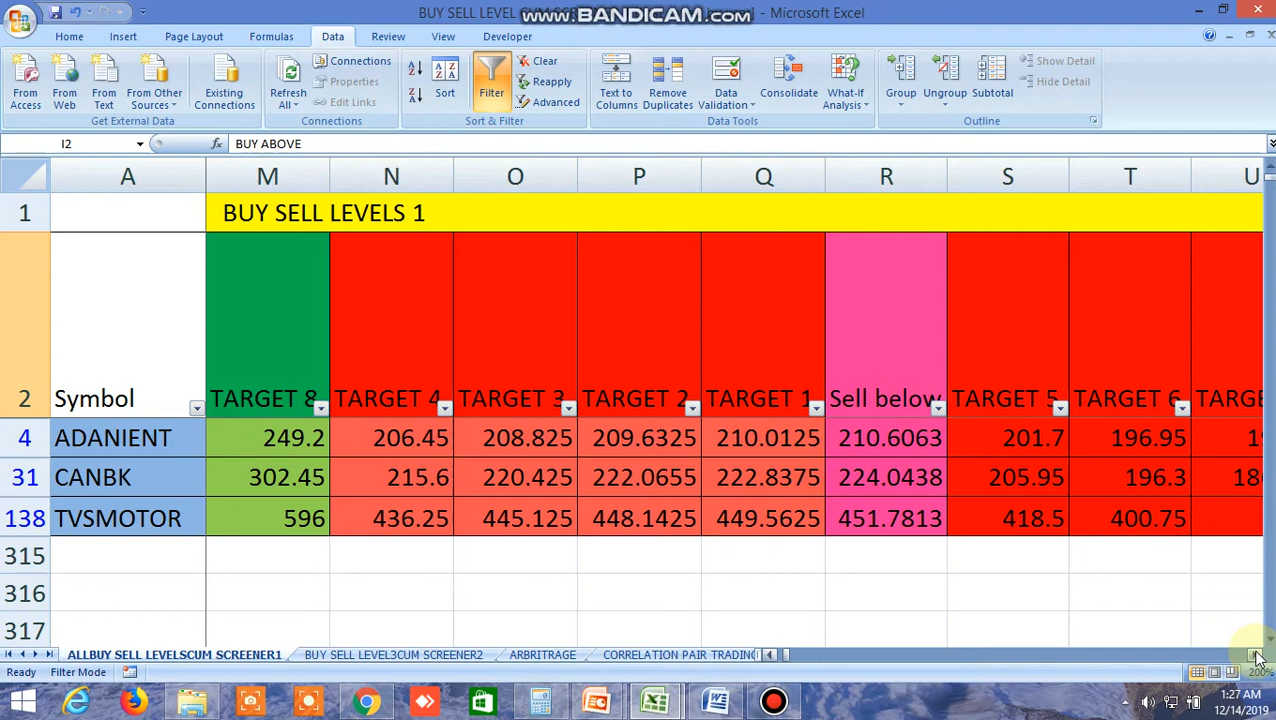 BUY SELL LEVEL CUM - Microsoft Excel
www.BANDICAM.com
Home Insert Page Layout Formulas Data Review View Developer
From Access
From Web
From Text
From Other Sources
Existing Connections
Get External Data
Refresh All
Connections
Properties
Edit Links
Connections
Sort
Filter
Clear
Reapply
Advanced
Sort & Filter
Text to Columns
Remove Duplicates
Data Validation
Consolidate
What-If Analysis
Data Tools
Group
Ungroup
Subtotal
Show Detail
Hide Detail
Outline
I2 fx BUY ABOVE
A M N O P Q R S T U
1 BUY SELL LEVELS 1
2 Symbol TARGET 8 TARGET 4 TARGET 3 TARGET 2 TARGET 1 Sell below TARGET 5 TARGET 6
4 ADANIENT 249.2 206.45 208.825 209.6325 210.0125 210.6063 201.7 196.95
31 CANBK 302.45 215.6 220.425 222.0655 222.8375 224.0438 205.95 196.3
138 TVSMOTOR 596 436.25 445.125 448.1425 449.5625 451.7813 418.5 400.75
315
316
317
ALLBUY SELL LEVELSCUM SCREENER1 BUY SELL LEVEL3CUM SCREENER2 ARBITRAGE CORRELATION PAIR TRADING
Ready Filter Mode 200%
1:27 AM
12/14/2019